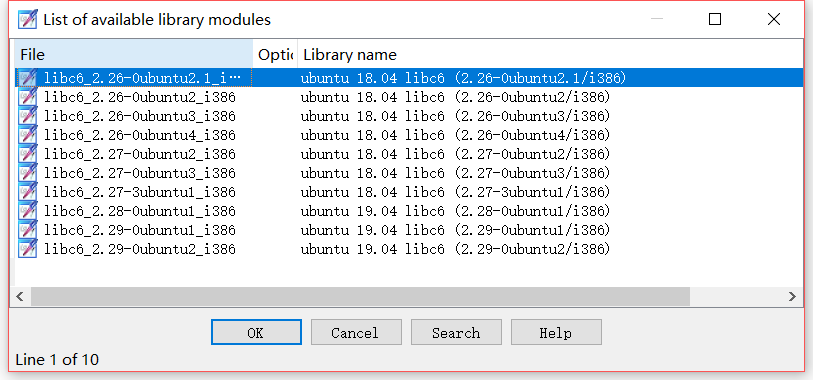 List of available library modules
File Optic Library name
libc6_2.26-0ubuntu2.1_i… ubuntu 18.04 libc6 (2.26-0ubuntu2.1/i386)
libc6_2.26-0ubuntu2_i386 ubuntu 18.04 libc6 (2.26-0ubuntu2/i386)
libc6_2.26-0ubuntu3_i386 ubuntu 18.04 libc6 (2.26-0ubuntu3/i386)
libc6_2.26-0ubuntu4_i386 ubuntu 18.04 libc6 (2.26-0ubuntu4/i386)
libc6_2.27-0ubuntu2_i386 ubuntu 18.04 libc6 (2.27-0ubuntu2/i386)
libc6_2.27-0ubuntu3_i386 ubuntu 18.04 libc6 (2.27-0ubuntu3/i386)
libc6_2.27-3ubuntu1_i386 ubuntu 18.04 libc6 (2.27-3ubuntu1/i386)
libc6_2.28-0ubuntu1_i386 ubuntu 19.04 libc6 (2.28-0ubuntu1/i386)
libc6_2.29-0ubuntu1_i386 ubuntu 19.04 libc6 (2.29-0ubuntu1/i386)
libc6_2.29-0ubuntu2_i386 ubuntu 19.04 libc6 (2.29-0ubuntu2/i386)
OK Cancel Search Help
Line 1 of 10